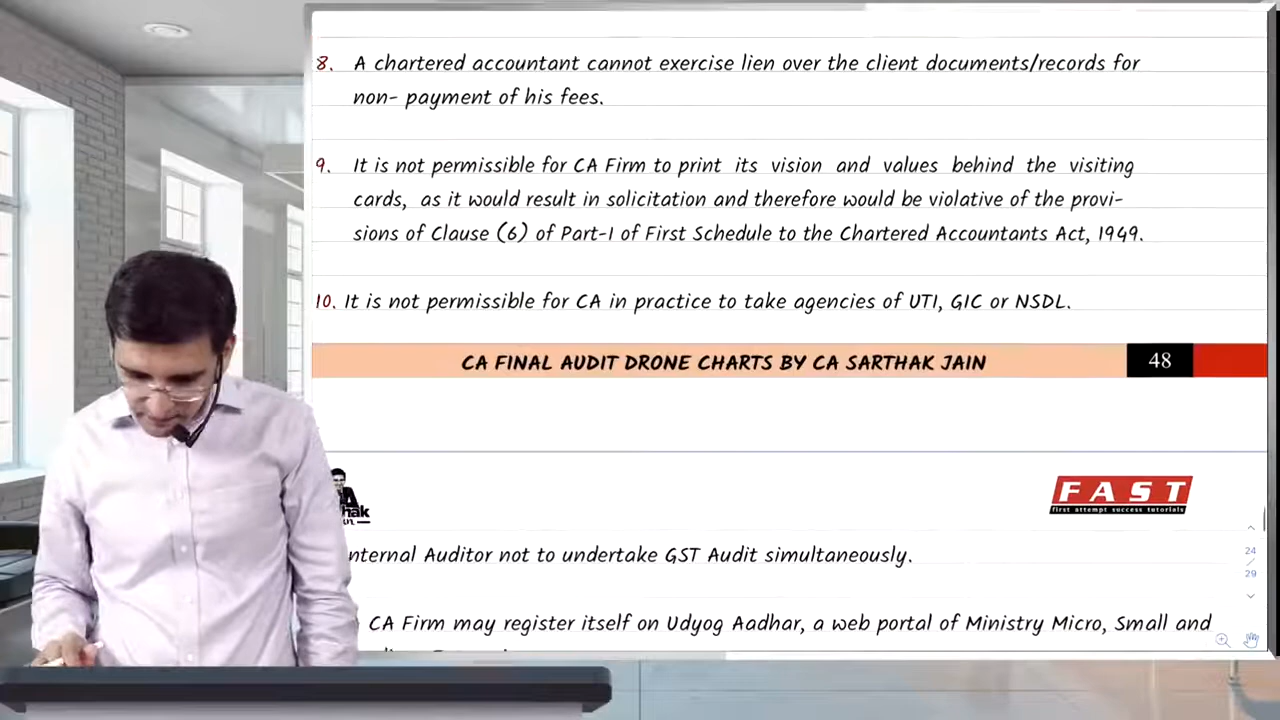 8. A chartered accountant cannot exercise lien over the client documents/records for
non- payment of his fees.
9. It is not permissible for CA Firm to print its vision and values behind the visiting
cards, as it would result in solicitation and therefore would be violative of the provi-
sions of Clause (6) of Part-I of First Schedule to the Chartered Accountants Act, 1949.
10. It is not permissible for CA in practice to take agencies of UTI, GIC or NSDL.
CA FINAL AUDIT DRONE CHARTS BY CA SARTHAK JAIN 48
FAST
first attempt success tutorials
nternal Auditor not to undertake GST Audit simultaneously.
24
29
CA Firm may register itself on Udyog Aadhar, a web portal of Ministry Micro, Small and